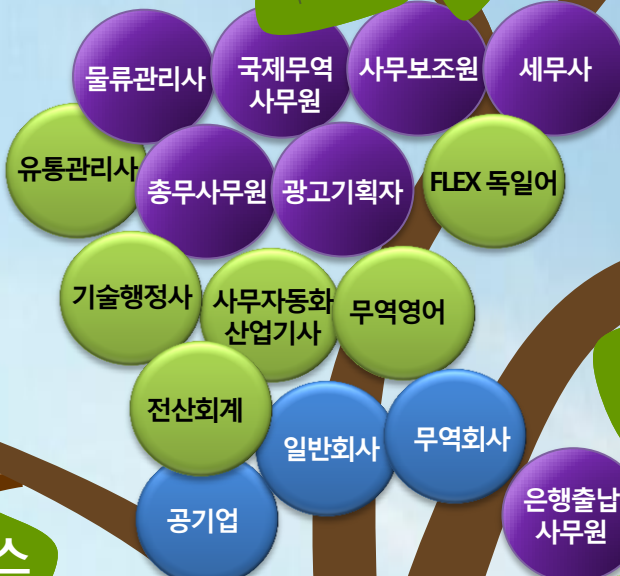 물류관리사
국제무역
사무원
사무보조원
세무사
유통관리사
총무사무원
광고기획자
FLEX 독일어
기술행정사
사무자동화
산업기사
무역영어
전산회계
일반회사
무역회사
공기업
은행출납
사무원
스